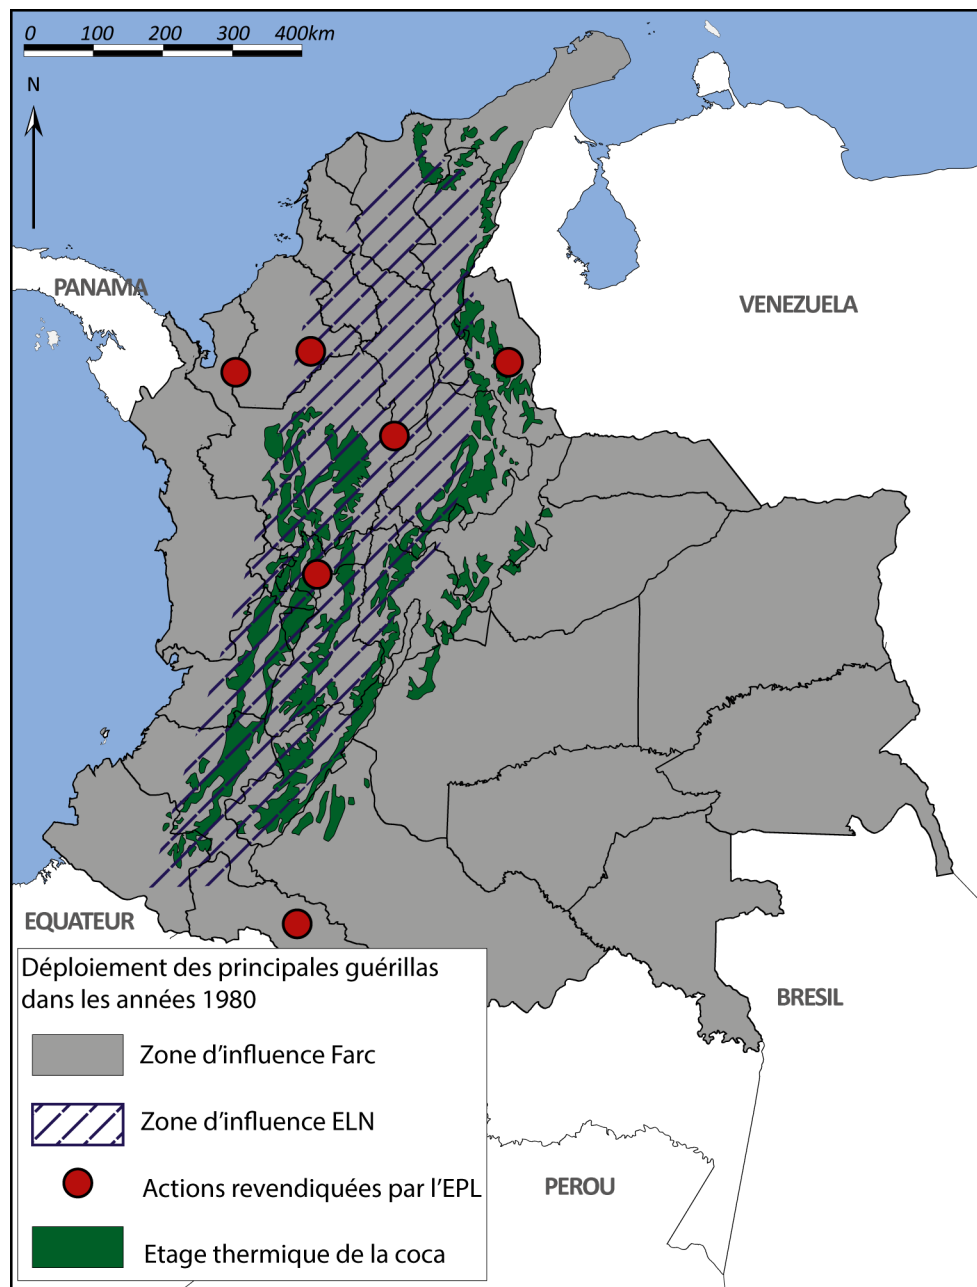 0 100 200 300 400km
N
PANAMA
VENEZUELA
EQUATEUR
BRESIL
PEROU
Déploiement des principales guérillas
dans les années 1980
Zone d'influence Farc
Zone d'influence ELN
Actions revendiquées par l'EPL
Etage thermique de la coca